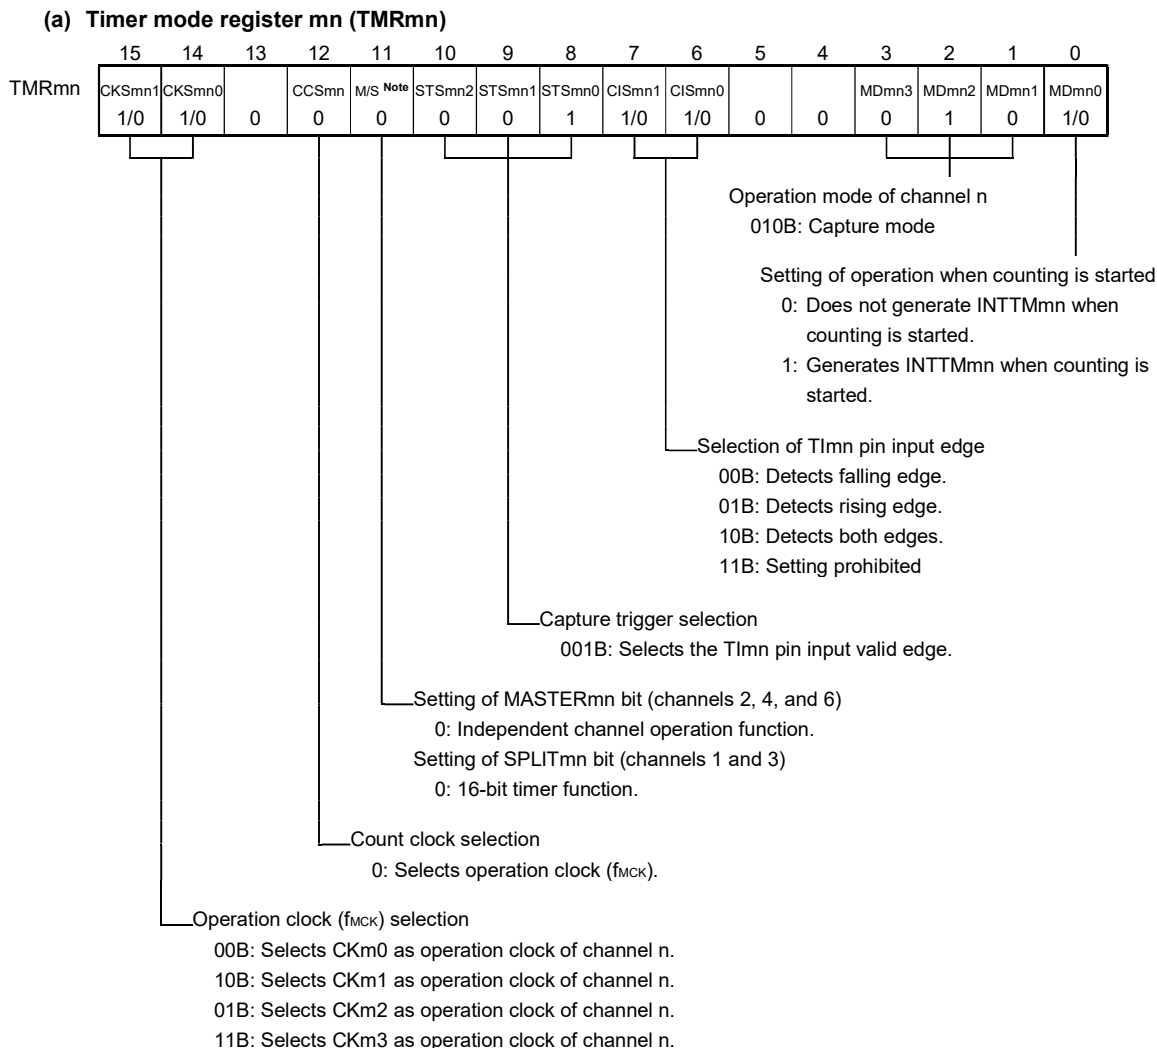 (a) Timer mode register mn (TMRmn)
15 14 13 12 11 10 9 8 7 6 5 4 3 2 1 0
TMRmn CKSmn1 CKSmn0 CCSmn M/S Note STSmn2 STSmn1 STSmn0 CISmn1 CISmn0 MDmn3 MDmn2 MDmn1 MDmn0
1/0 1/0 0 0 0 0 0 1 1/0 1/0 0 0 0 1 0 1/0
Operation mode of channel n
010B: Capture mode
Setting of operation when counting is started
0: Does not generate INTTMmn when
counting is started.
1: Generates INTTMmn when counting is
started.
Selection of TImn pin input edge
00B: Detects falling edge.
01B: Detects rising edge.
10B: Detects both edges.
11B: Setting prohibited
Capture trigger selection
001B: Selects the TImn pin input valid edge.
Setting of MASTERmn bit (channels 2, 4, and 6)
0: Independent channel operation function.
Setting of SPLITmn bit (channels 1 and 3)
0: 16-bit timer function.
Count clock selection
0: Selects operation clock (fMCK).
Operation clock (fMCK) selection
00B: Selects CKm0 as operation clock of channel n.
10B: Selects CKm1 as operation clock of channel n.
01B: Selects CKm2 as operation clock of channel n.
11B: Selects CKm3 as operation clock of channel n.